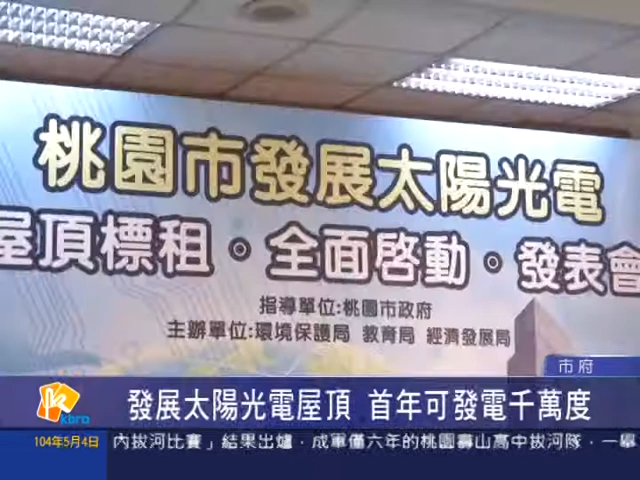 桃園市發展太陽光電
屋頂標租。全面啓動。發表會
指導單位:桃園市政府
主辦單位:環境保護局 教育局 經濟發展局
市府
發展太陽光電屋頂 首年可發電千萬度
kbro
104年5月4日 內拔河比賽」結果出爐，成軍僅六年的桃園壽山高中拔河隊，一舉